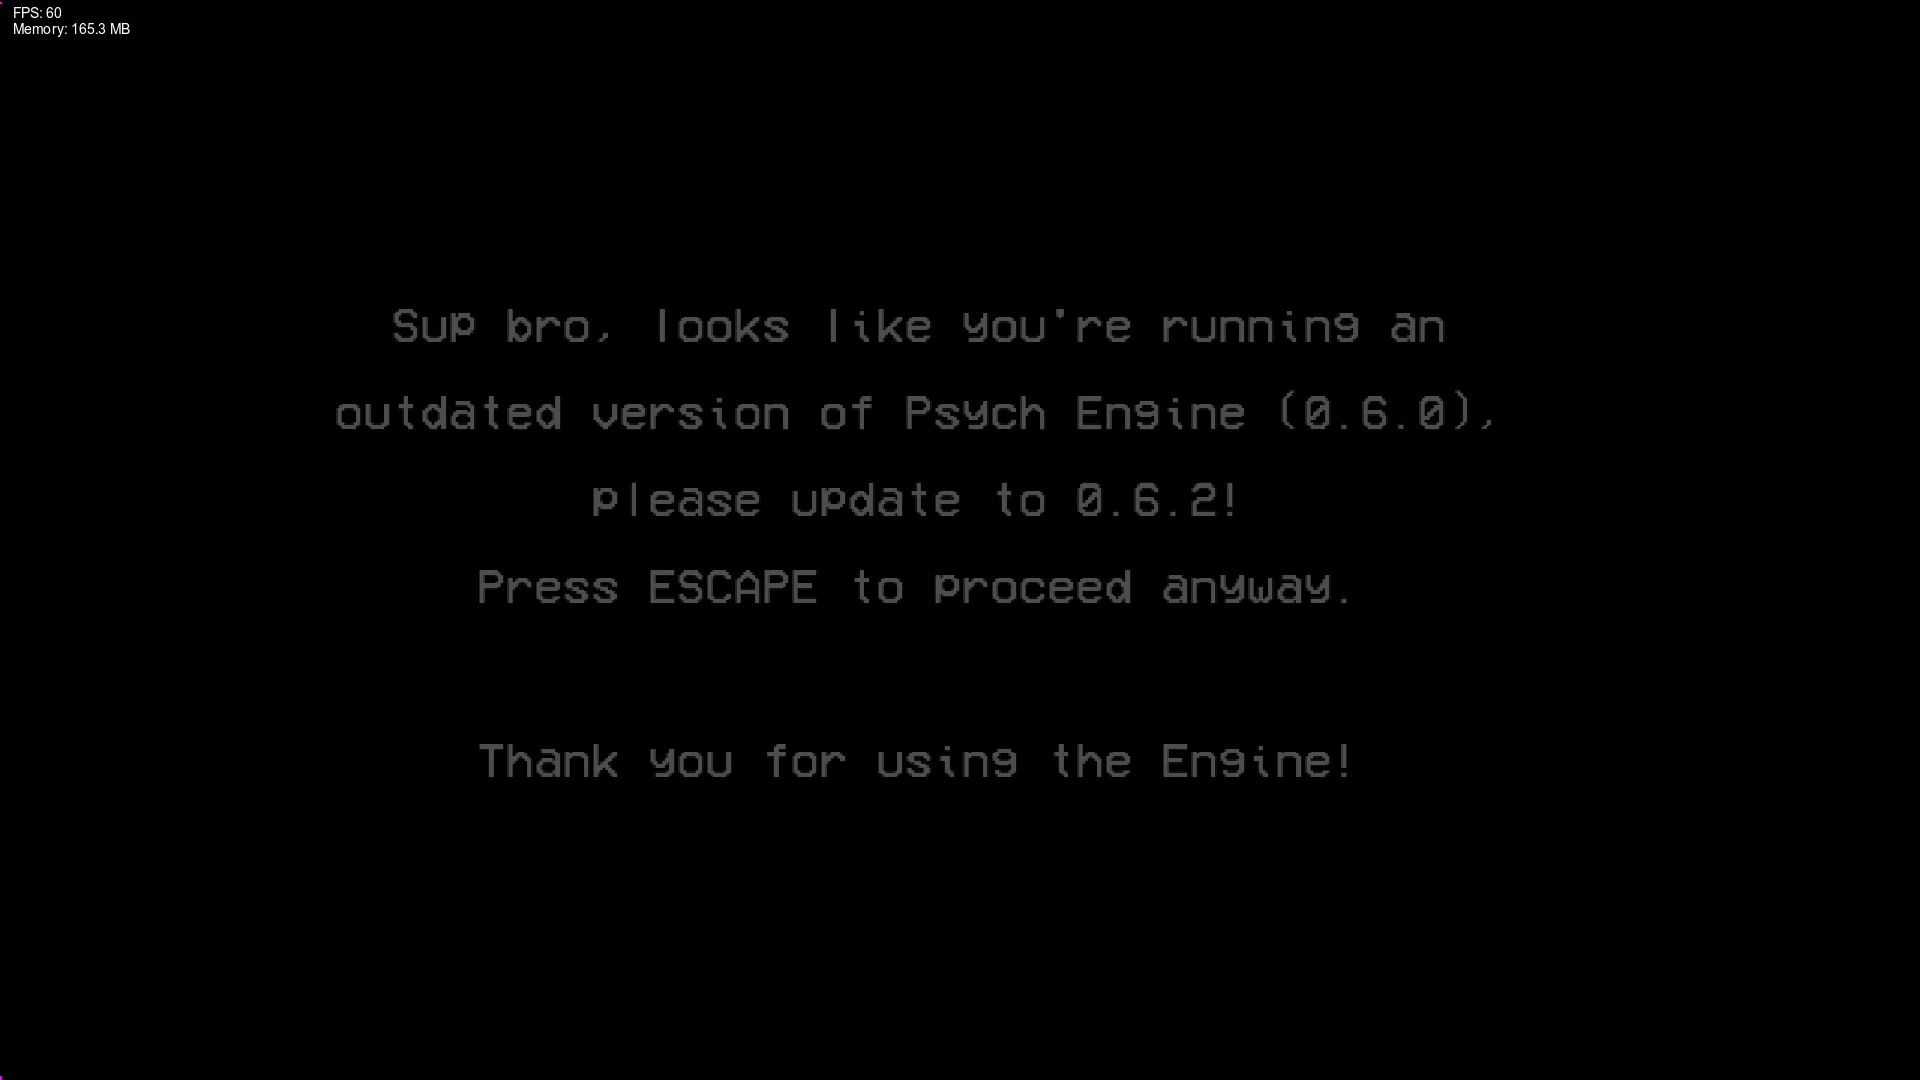 FPS: 60
Memory: 165.3 MB
Sup bro, looks like you're running an
outdated version of Psych Engine (0.6.0),
please update to 0.6.2!
Press ESCAPE to proceed anyway.
Thank you for using the Engine!